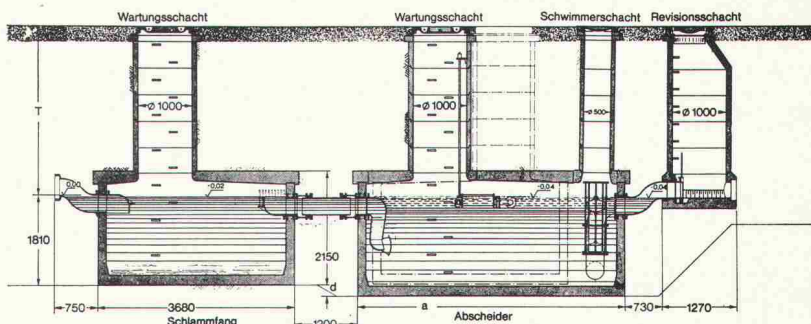 Wartungsschacht Wartungsschacht Schwimmerschacht Revisionsschacht
T
Ø 1000 Ø 1000 Ø 500 Ø 1000
0,00 -0,02 -0,04 -0,04
1810 2150
d
750 3680 a 730 1270
Schlammfang 1200 Abscheider